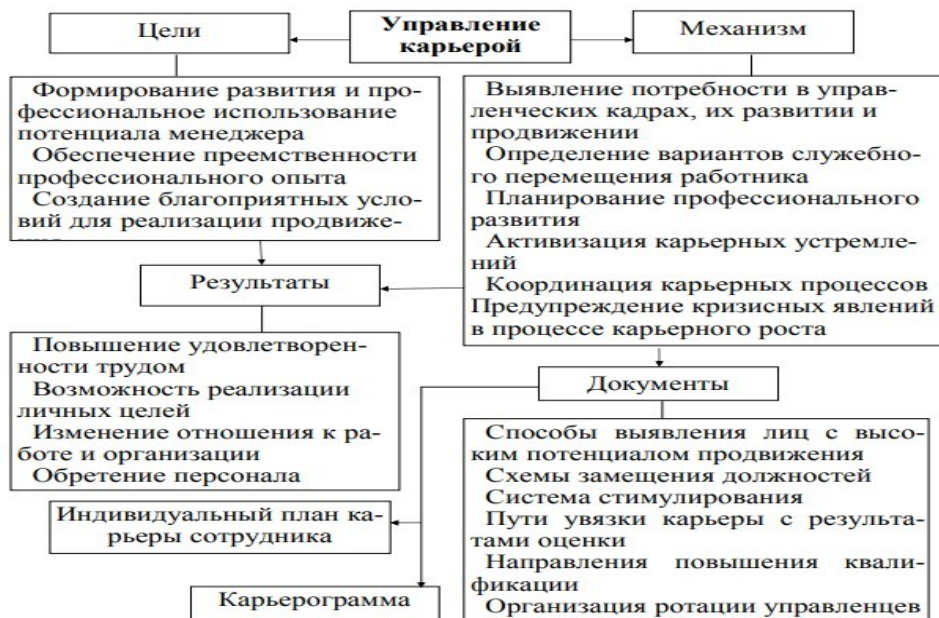 Цели
Управление
карьерой
Механизм
Формирование развития и про-
фессиональное использование
потенциала менеджера
Обеспечение преемственности
профессионального опыта
Создание благоприятных усло-
вий для реализации продвиже-
Выявление потребности в управ-
ленческих кадрах, их развитии и
продвижении
Определение вариантов служебно-
го перемещения работника
Планирование профессионального
развития
Активизация карьерных устремле-
ний
Координация карьерных процессов
Предупреждение кризисных явлений
в процессе карьерного роста
Результаты
Повышение удовлетворен-
ности трудом
Возможность реализации
личных целей
Изменение отношения к ра-
боте и организации
Обретение персонала
Документы
Способы выявления лиц с высо-
ким потенциалом продвижения
Схемы замещения должностей
Система стимулирования
Пути увязки карьеры с результа-
тами оценки
Направления повышения квали-
фикации
Организация ротации управленцев
Индивидуальный план ка-
рьеры сотрудника
Карьерограмма